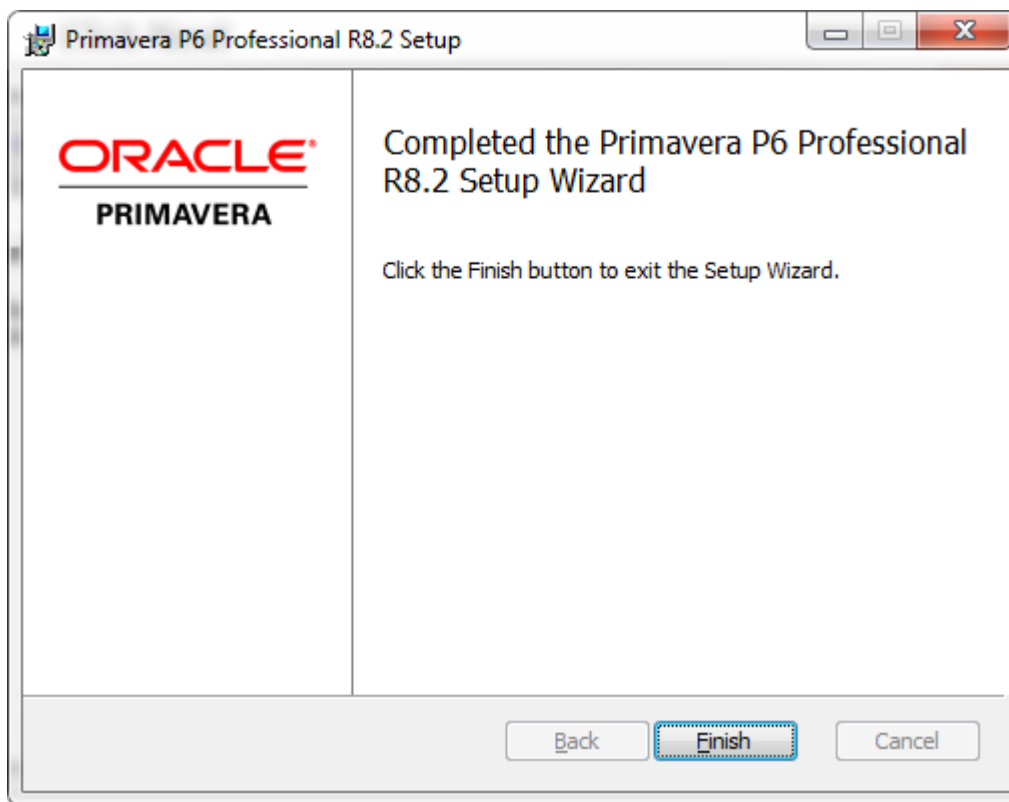 Primavera P6 Professional R8.2 Setup
ORACLE®
PRIMAVERA
Completed the Primavera P6 Professional
R8.2 Setup Wizard
Click the Finish button to exit the Setup Wizard.
Back
Finish
Cancel